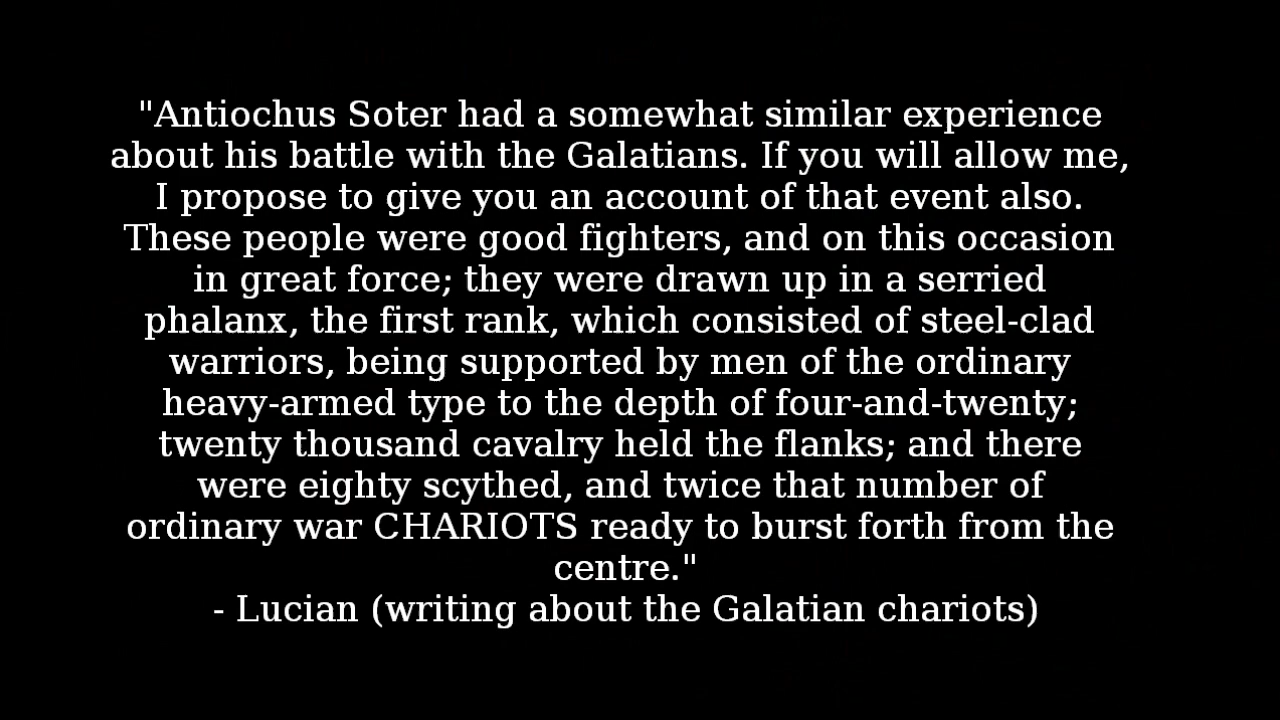 "Antiochus Soter had a somewhat similar experience
about his battle with the Galatians. If you will allow me,
I propose to give you an account of that event also.
These people were good fighters, and on this occasion
in great force; they were drawn up in a serried
phalanx, the first rank, which consisted of steel-clad
warriors, being supported by men of the ordinary
heavy-armed type to the depth of four-and-twenty;
twenty thousand cavalry held the flanks; and there
were eighty scythed, and twice that number of
ordinary war CHARIOTS ready to burst forth from the
centre."
- Lucian (writing about the Galatian chariots)